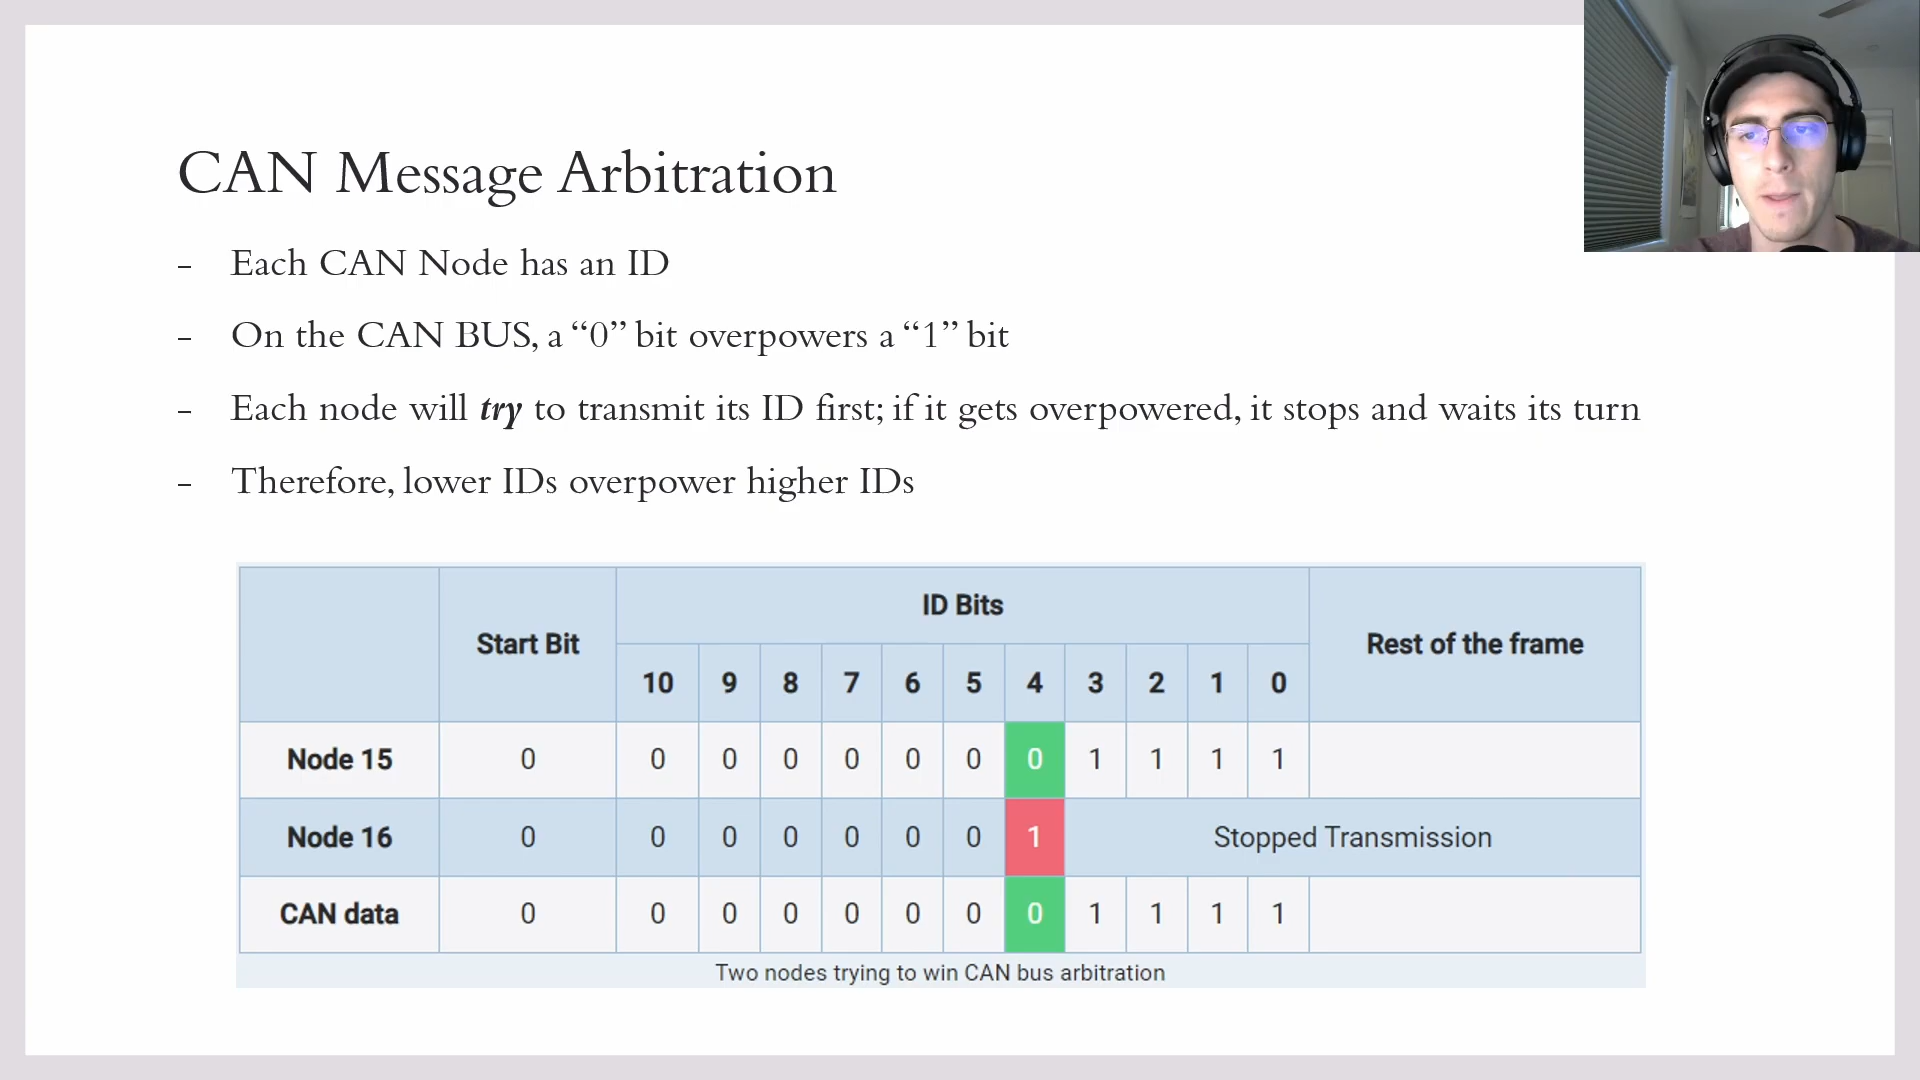 CAN Message Arbitration
- Each CAN Node has an ID
- On the CAN BUS, a “0” bit overpowers a “1” bit
- Each node will try to transmit its ID first; if it gets overpowered, it stops and waits its turn
- Therefore, lower IDs overpower higher IDs
Start Bit ID Bits Rest of the frame
10 9 8 7 6 5 4 3 2 1 0
Node 15 0 0 0 0 0 0 0 0 1 1 1 1
Node 16 0 0 0 0 0 0 0 1 Stopped Transmission
CAN data 0 0 0 0 0 0 0 0 1 1 1 1
Two nodes trying to win CAN bus arbitration